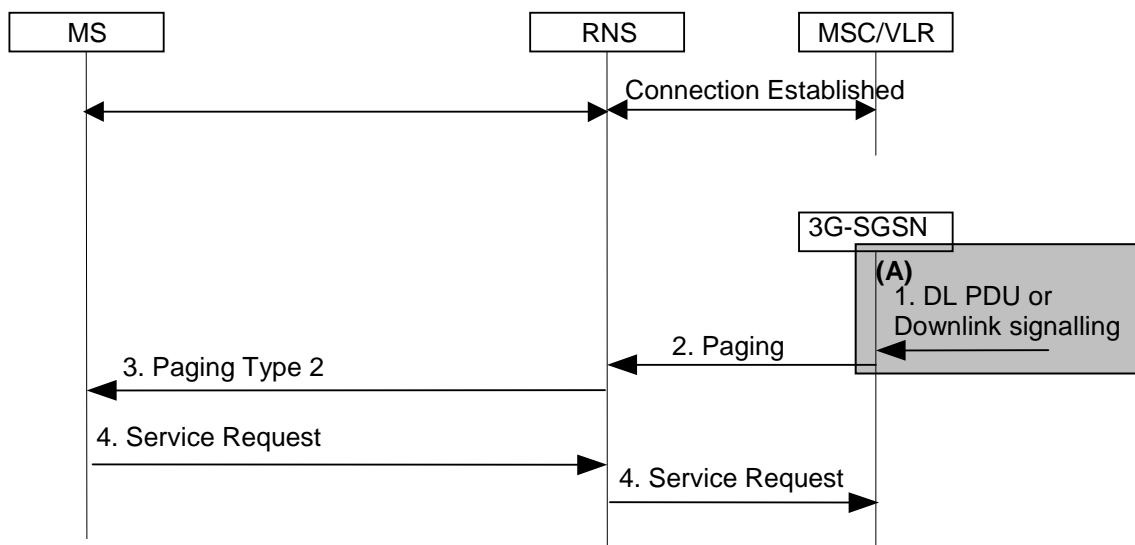 MS
RNS
MSC/VLR
Connection Established
3G-SGSN
(A)
1. DL PDU or
Downlink signalling
2. Paging
3. Paging Type 2
4. Service Request
4. Service Request